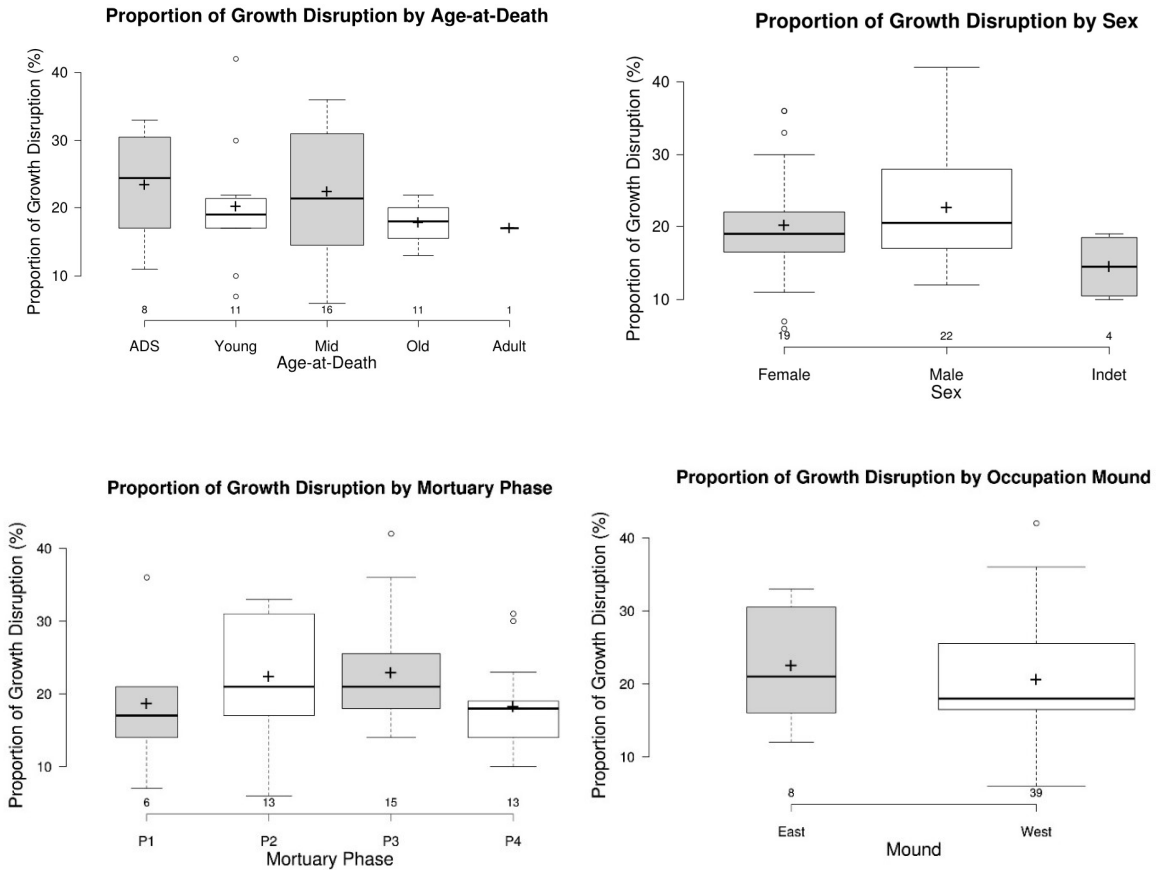 Proportion of Growth Disruption by Age-at-Death
Proportion of Growth Disruption (%)
40
30
20
10
8 11 16 11 1
ADS Young Mid Old Adult
Age-at-Death
Proportion of Growth Disruption by Sex
Proportion of Growth Disruption (%)
40
30
20
10
19 22 4
Female Male Indet
Sex
Proportion of Growth Disruption by Mortuary Phase
Proportion of Growth Disruption (%)
40
30
20
10
6 13 15 13
P1 P2 P3 P4
Mortuary Phase
Proportion of Growth Disruption by Occupation Mound
Proportion of Growth Disruption (%)
40
30
20
10
8 39
East West
Mound